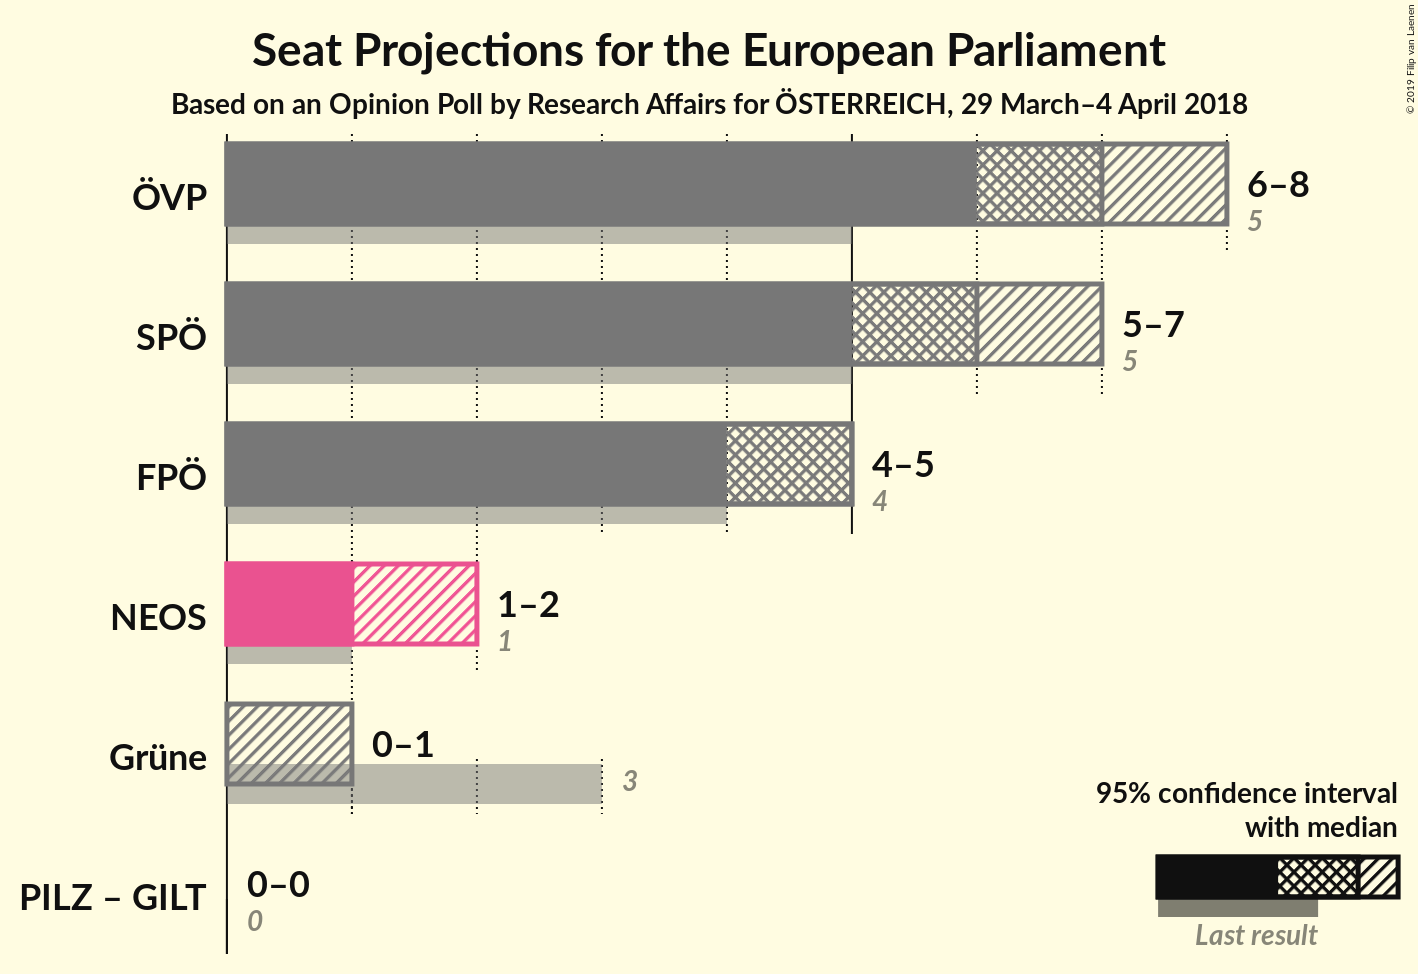 Seat Projections for the European Parliament
Based on an Opinion Poll by Research Affairs for ÖSTERREICH, 29 March–4 April 2018
© 2019 Filip van Laenen
ÖVP
6–8
5
SPÖ
5–7
5
FPÖ
4–5
4
NEOS
1–2
1
Grüne
0–1
3
PILZ – GILT
0–0
0
95% confidence interval
with median
Last result